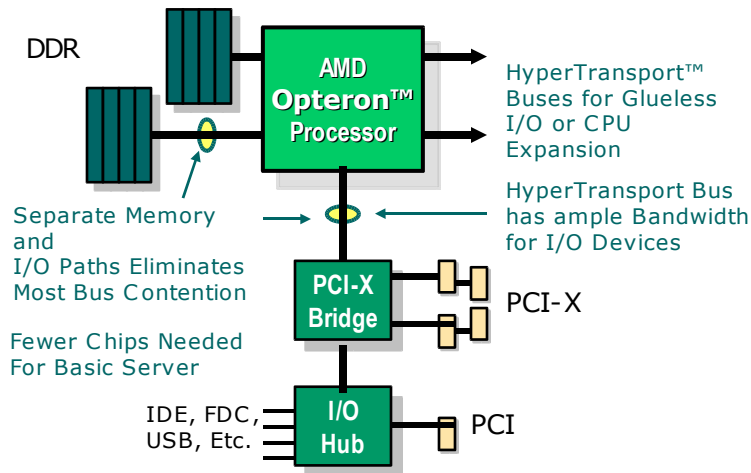 DDR
AMD
Opteron™
Processor
HyperTransport™
Buses for Glueless
I/O or CPU
Expansion
Separate Memory
and
I/O Paths Eliminates
Most Bus Contention
HyperTransport Bus
has ample Bandwidth
for I/O Devices
PCI-X
Bridge
PCI-X
Fewer Chips Needed
For Basic Server
IDE, FDC,
USB, Etc.
I/O
Hub
PCI